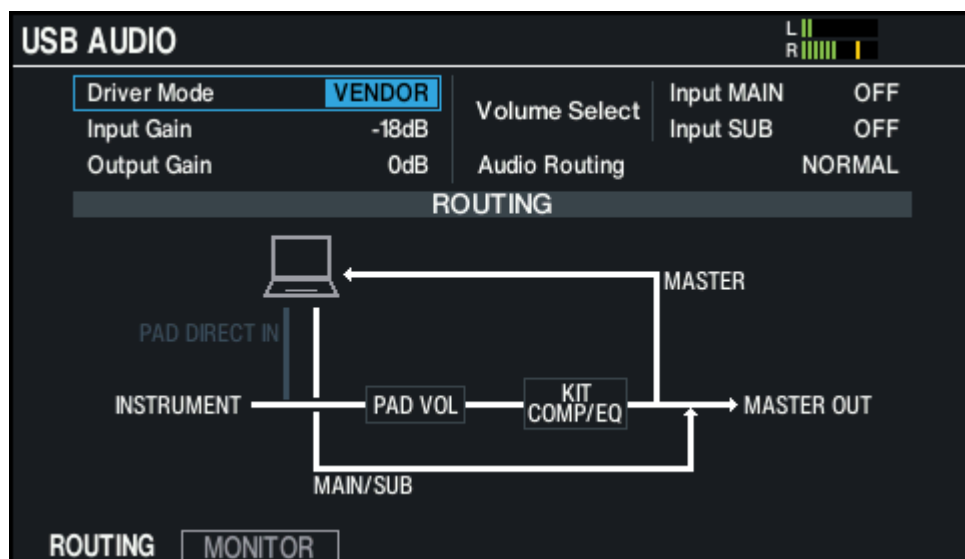 USB AUDIO
L
R
Driver Mode VENDOR
Input Gain -18dB
Output Gain 0dB
Volume Select
Input MAIN OFF
Input SUB OFF
Audio Routing NORMAL
ROUTING
MASTER
PAD DIRECT IN
INSTRUMENT
PAD VOL
KIT
COMP/EQ
MASTER OUT
MAIN/SUB
ROUTING MONITOR